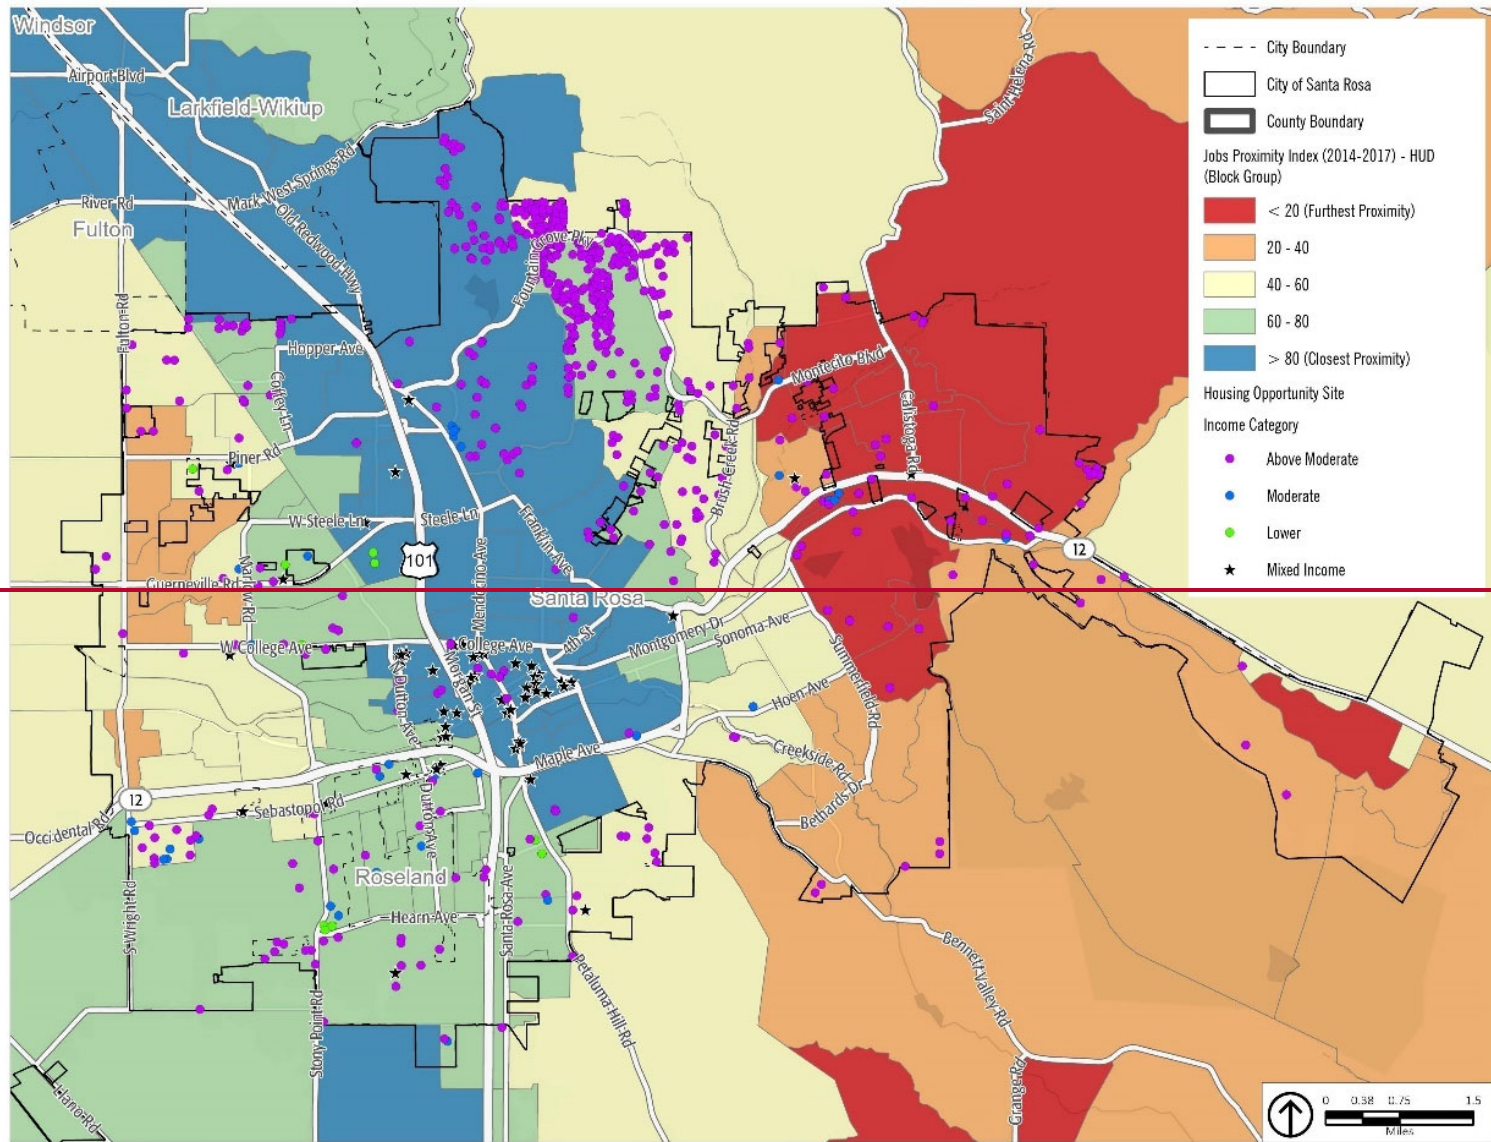 Windsor
Airport Blvd
Larkfield-Wikiup
Mark West Springs Rd
River Rd
Fulton
Old Redwood Hwy
Fountain Grove Pky
Saint Helena Rd
Fulton Rd
Hopper Ave
Coffey Ln
Montecito Blvd
Calistoga Rd
Piner Rd
Brush Creek Rd
W Steele Ln
Steele Ln
Franklin Ave
101
12
Mendocino Ave
Guerneville Rd
Marlow Rd
Santa Rosa
W College Ave
College Ave
4th St
Montgomery Dr
Sonoma Ave
N Dutton Ave
Morgan St
Summerfield Rd
Hoen Ave
Maple Ave
Creekside Rd
Bethards Dr
12
Sebastopol Rd
Occidental Rd
Dutton Ave
Roseland
S Wright Rd
Hearn Ave
Santa Rosa Ave
Petaluma Hill Rd
Bennett Valley Rd
Stony Point Rd
Llano Rd
Grange Rd
City Boundary
City of Santa Rosa
County Boundary
Jobs Proximity Index (2014-2017) - HUD
(Block Group)
< 20 (Furthest Proximity)
20 - 40
40 - 60
60 - 80
> 80 (Closest Proximity)
Housing Opportunity Site
Income Category
Above Moderate
Moderate
Lower
Mixed Income
0 0.38 0.75 1.5
Miles